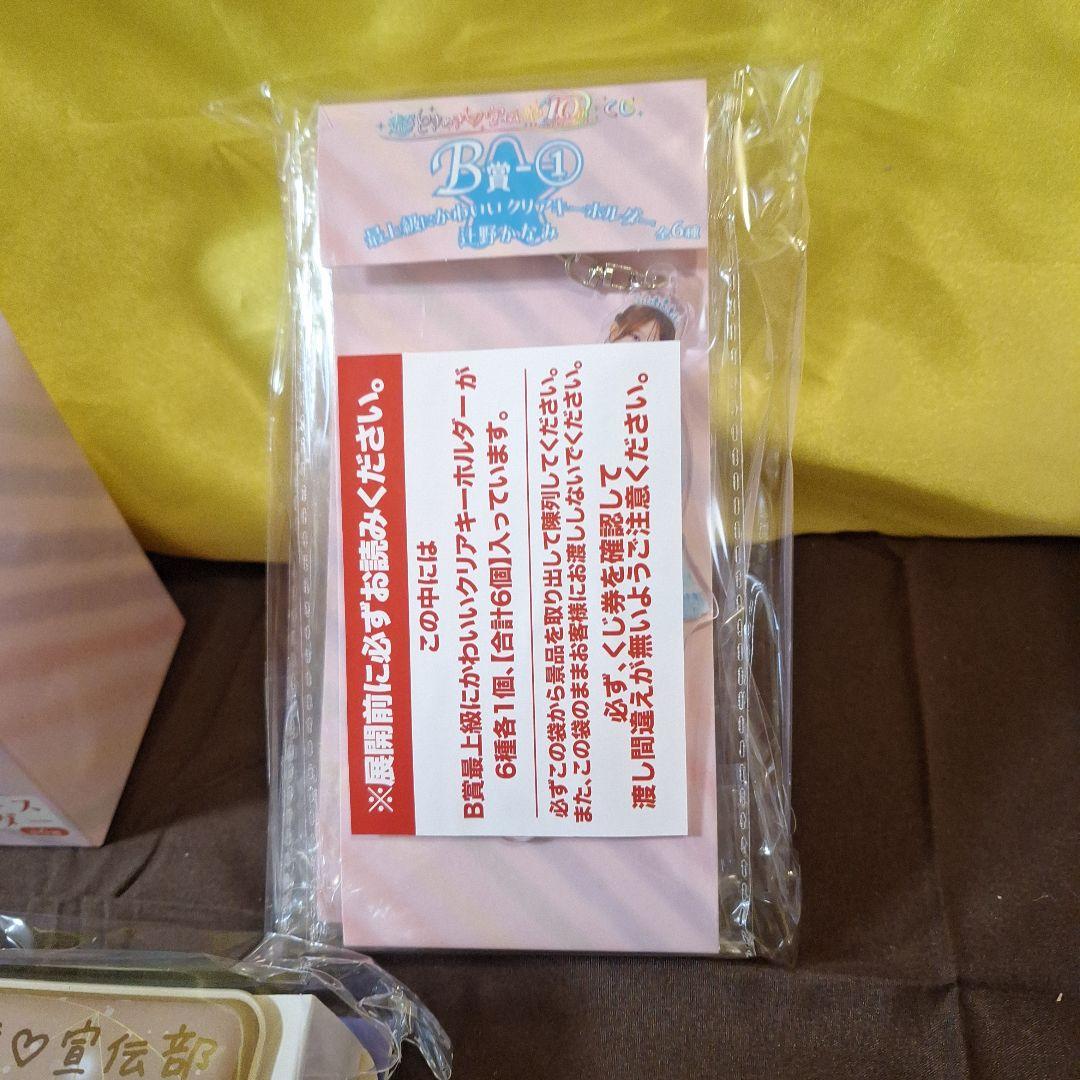 B賞-①
最上級にかわいいクリアキーホルダー 全6種
辻野かなみ
※展開前に必ずお読みください。
この中には
B賞最上級にかわいいクリアキーホルダーが
6種各1個、【合計6個】入っています。
必ずこの袋から景品を取り出して陳列してください。
また、この袋のままお客様にお渡ししないでください。
必ず、くじ券を確認して
渡し間違えが無いようご注意ください。
♡宣伝部